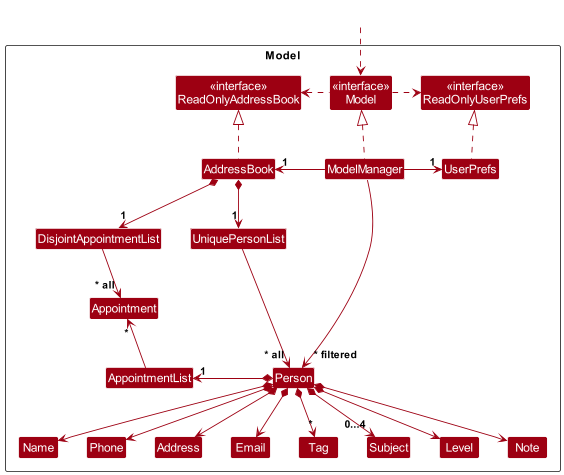 Model
«interface»
ReadOnlyAddressBook
«interface»
Model
«interface»
ReadOnlyUserPrefs
AddressBook
1
ModelManager
1
UserPrefs
1
1
DisjointAppointmentList
UniquePersonList
* all
Appointment
*
* all
* filtered
AppointmentList
1
Person
*
0...4
Name
Phone
Address
Email
Tag
Subject
Level
Note